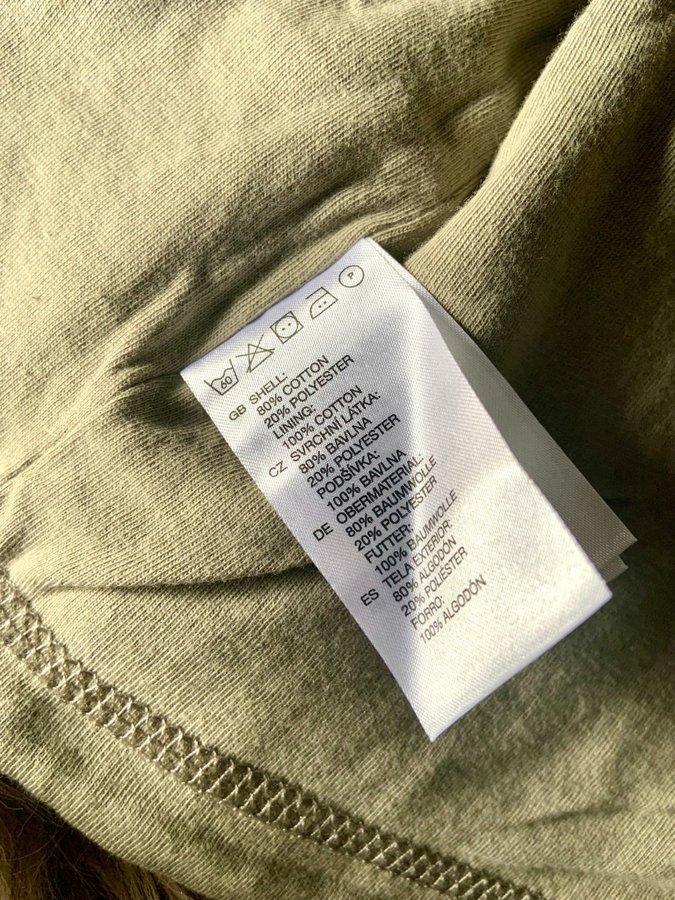 60 P
GB SHELL:
80% COTTON
20% POLYESTER
LINING:
100% COTTON
CZ SVRCHNI LÁTKA:
80% BAVLNA
20% POLYESTER
PODŠÍVKA:
100% BAVLNA
DE OBERMATERIAL:
80% BAUMWOLLE
20% POLYESTER
FUTTER:
100% BAUMWOLLE
ES TELA EXTERIOR:
80% ALGODÓN
20% POLIÉSTER
FORRO:
100% ALGODÓN